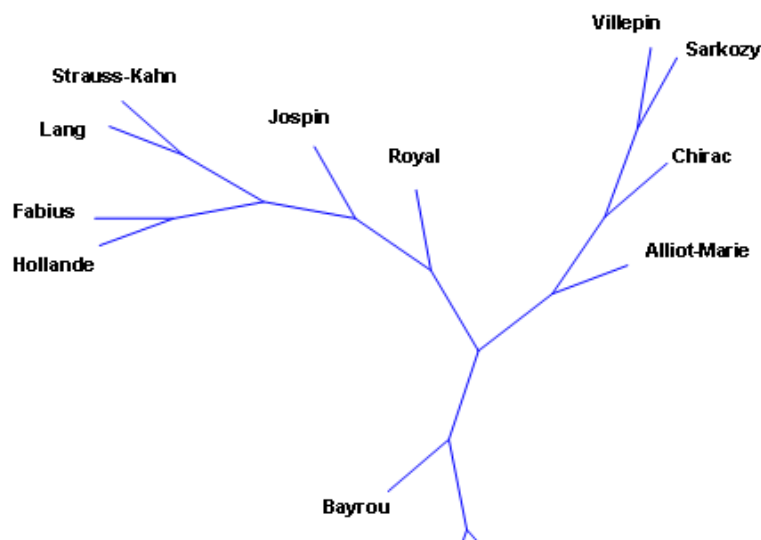 Villepin
Sarkozy
Strauss-Kahn
Jospin
Lang
Royal
Chirac
Fabius
Alliot-Marie
Hollande
Bayrou